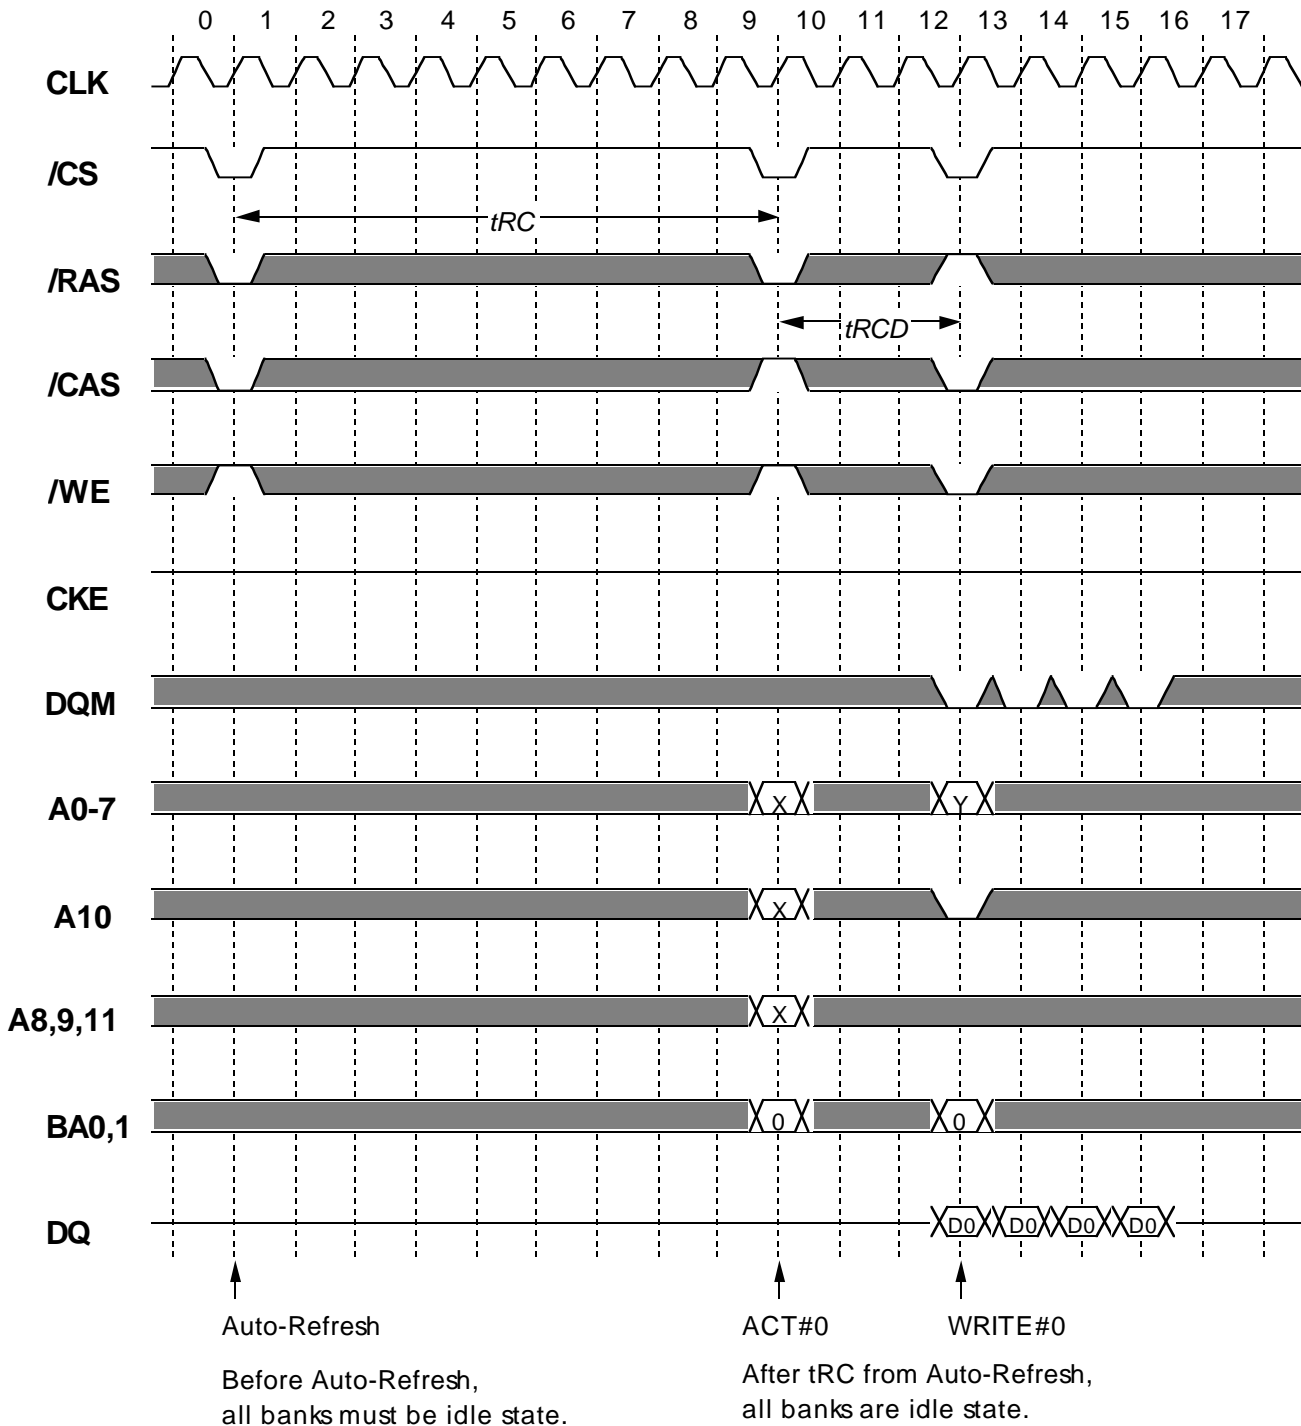 0 1 2 3 4 5 6 7 8 9 10 11 12 13 14 15 16 17
CLK
/CS
tRC
/RAS
tRCD
/CAS
/WE
CKE
DQM
A0-7 X Y
A10 X
A8,9,11 X
BA0,1 0 0
DQ D0 D0 D0 D0
Auto-Refresh ACT#0 WRITE#0
Before Auto-Refresh,
all banks must be idle state.
After tRC from Auto-Refresh,
all banks are idle state.